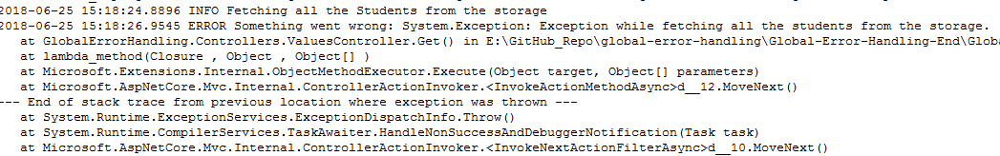 2018-06-25 15:18:24.8896 INFO Fetching all the Students from the storage
2018-06-25 15:18:26.9545 ERROR Something went wrong: System.Exception: Exception while fetching all the students from the storage.
at GlobalErrorHandling.Controllers.ValuesController.Get() in E:\GitHub_Repo\global-error-handling\Global-Error-Handling-End\Globa
at lambda_method(Closure , Object , Object[] )
at Microsoft.Extensions.Internal.ObjectMethodExecutor.Execute(Object target, Object[] parameters)
at Microsoft.AspNetCore.Mvc.Internal.ControllerActionInvoker.<InvokeActionMethodAsync>d__12.MoveNext()
--- End of stack trace from previous location where exception was thrown ---
at System.Runtime.ExceptionServices.ExceptionDispatchInfo.Throw()
at System.Runtime.CompilerServices.TaskAwaiter.HandleNonSuccessAndDebuggerNotification(Task task)
at Microsoft.AspNetCore.Mvc.Internal.ControllerActionInvoker.<InvokeNextActionFilterAsync>d__10.MoveNext()